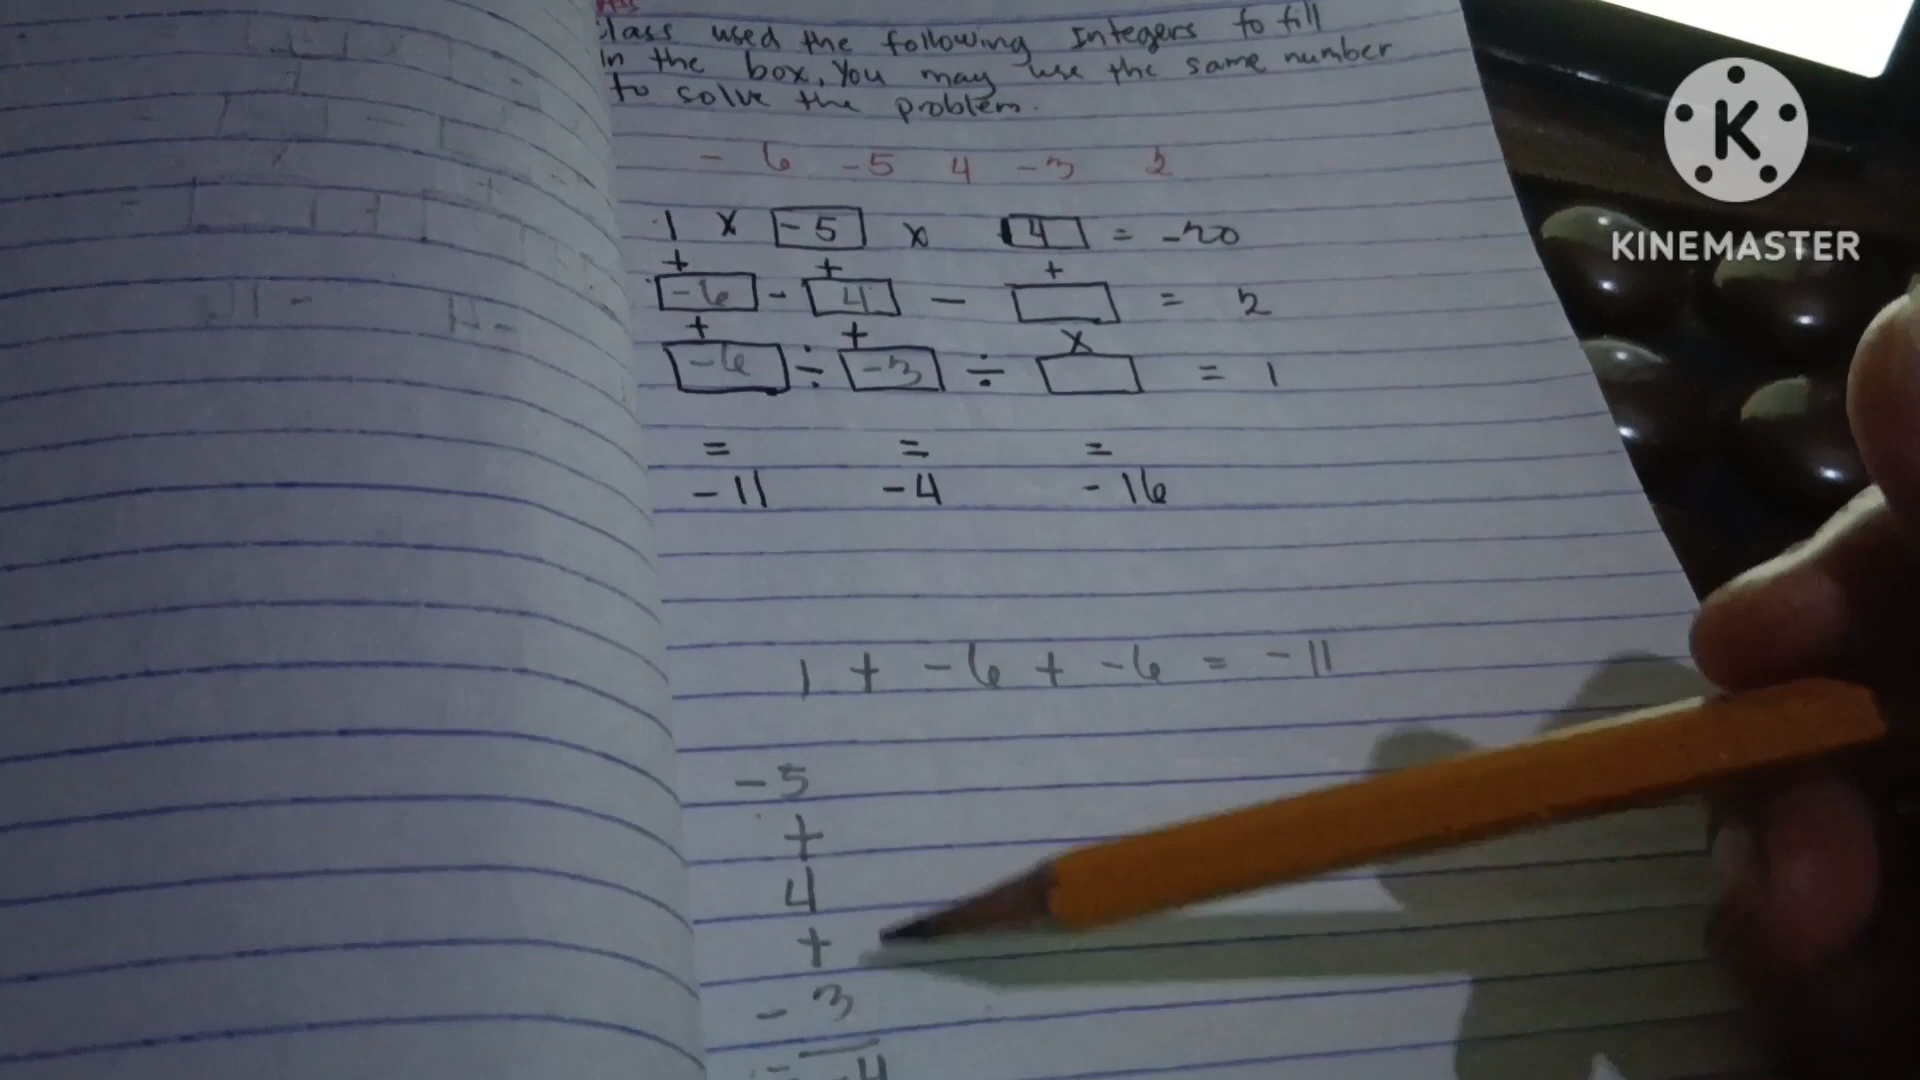 lass used the following Integers to fill
in the box. You may use the same number
to solve the problem.
- 6 -5 4 -3 2
1 x -5 x 4 = -20
+ + +
-6 - 4 - = 2
+ + x
-6 ÷ -3 ÷ = 1
= = =
-11 -4 -16
1 + -6 + -6 = -11
-5
+
4
+
-3
= -4
K
KINEMASTER